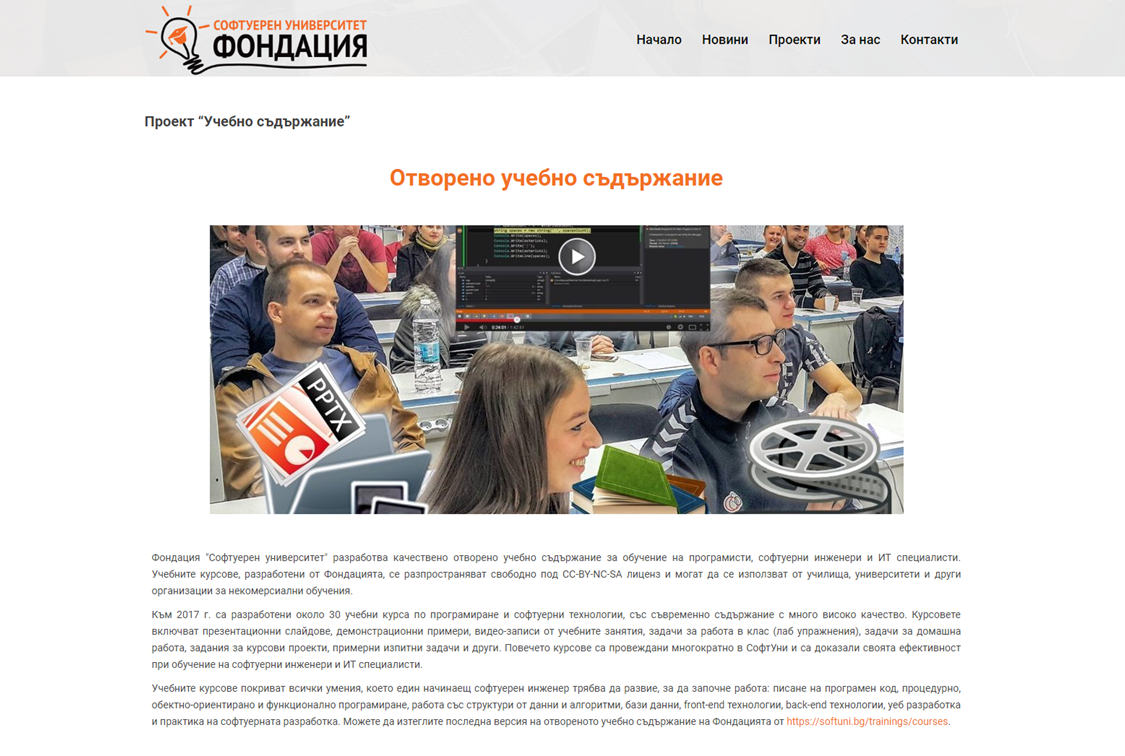 СОФТУЕРЕН УНИВЕРСИТЕТ
ФОНДАЦИЯ
Начало Новини Проекти За нас Контакти
Проект “Учебно съдържание”
Отворено учебно съдържание
PPTX
Фондация "Софтуерен университет" разработва качествено отворено учебно съдържание за обучение на програмисти, софтуерни инженери и ИТ специалисти.
Учебните курсове, разработени от Фондацията, се разпространяват свободно под CC-BY-NC-SA лиценз и могат да се използват от училища, университети и други
организации за некомерсиални обучения.
Към 2017 г. са разработени около 30 учебни курса по програмиране и софтуерни технологии, със съвременно съдържание с много високо качество. Курсовете
включват презентационни слайдове, демонстрационни примери, видео-записи от учебните занятия, задачи за работа в клас (лаб упражнения), задачи за домашна
работа, задания за курсови проекти, примерни изпитни задачи и други. Повечето курсове са провеждани многократно в СофтУни и са доказали своята ефективност
при обучение на софтуерни инженери и ИТ специалисти.
Учебните курсове покриват всички умения, което един начинаещ софтуерен инженер трябва да развие, за да започне работа: писане на програмен код, процедурно,
обектно-ориентирано и функционално програмиране, работа със структури от данни и алгоритми, бази данни, front-end технологии, back-end технологии, уеб разработка
и практика на софтуерната разработка. Можете да изтеглите последна версия на отвореното учебно съдържание на Фондацията от https://softuni.bg/trainings/courses.